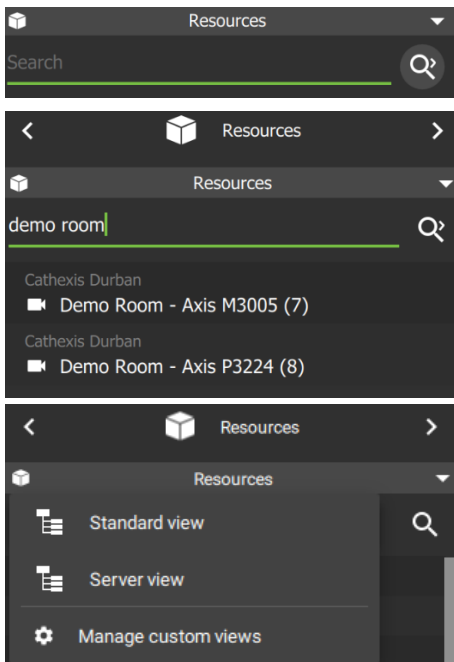 Resources
Search
Resources
Resources
demo room
Cathexis Durban
Demo Room - Axis M3005 (7)
Cathexis Durban
Demo Room - Axis P3224 (8)
Resources
Resources
Standard view
Server view
Manage custom views